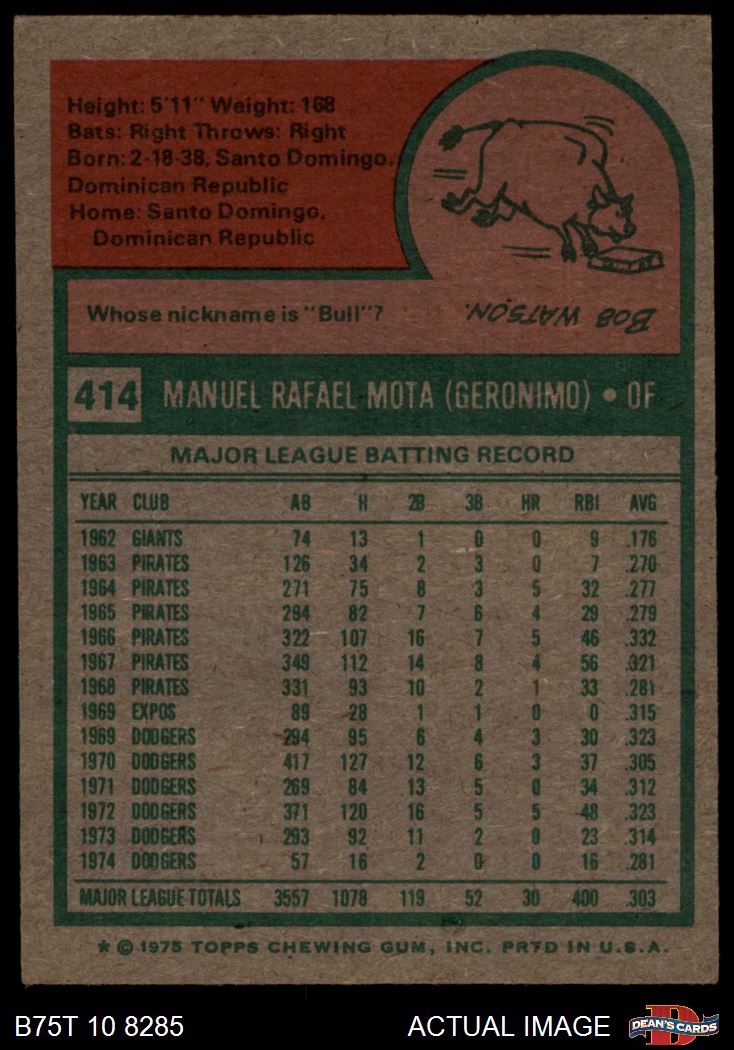 Height: 5'11" Weight: 168
Bats: Right Throws: Right
Born: 2-18-38, Santo Domingo,
Dominican Republic
Home: Santo Domingo,
Dominican Republic
Whose nickname is "Bull"?
BOB WATSON.
414 MANUEL RAFAEL MOTA (GERONIMO) • OF
MAJOR LEAGUE BATTING RECORD
YEAR CLUB AB H 2B 3B HR RBI AVG
1962 GIANTS 74 13 1 0 0 9 .176
1963 PIRATES 126 34 2 3 0 7 .270
1964 PIRATES 271 75 8 3 5 32 .277
1965 PIRATES 294 82 7 6 4 29 .279
1966 PIRATES 322 107 16 7 5 46 .332
1967 PIRATES 349 112 14 8 4 56 .321
1968 PIRATES 331 93 10 2 1 33 .281
1969 EXPOS 89 28 1 1 0 0 .315
1969 DODGERS 294 95 6 4 3 30 .323
1970 DODGERS 417 127 12 6 3 37 .305
1971 DODGERS 269 84 13 5 0 34 .312
1972 DODGERS 371 120 16 5 5 48 .323
1973 DODGERS 293 92 11 2 0 23 .314
1974 DODGERS 57 16 2 0 0 16 .281
MAJOR LEAGUE TOTALS 3557 1078 119 52 30 400 .303
* © 1975 TOPPS CHEWING GUM, INC. PRTD IN U.S.A.
B75T 10 8285 ACTUAL IMAGE DEAN'S CARDS